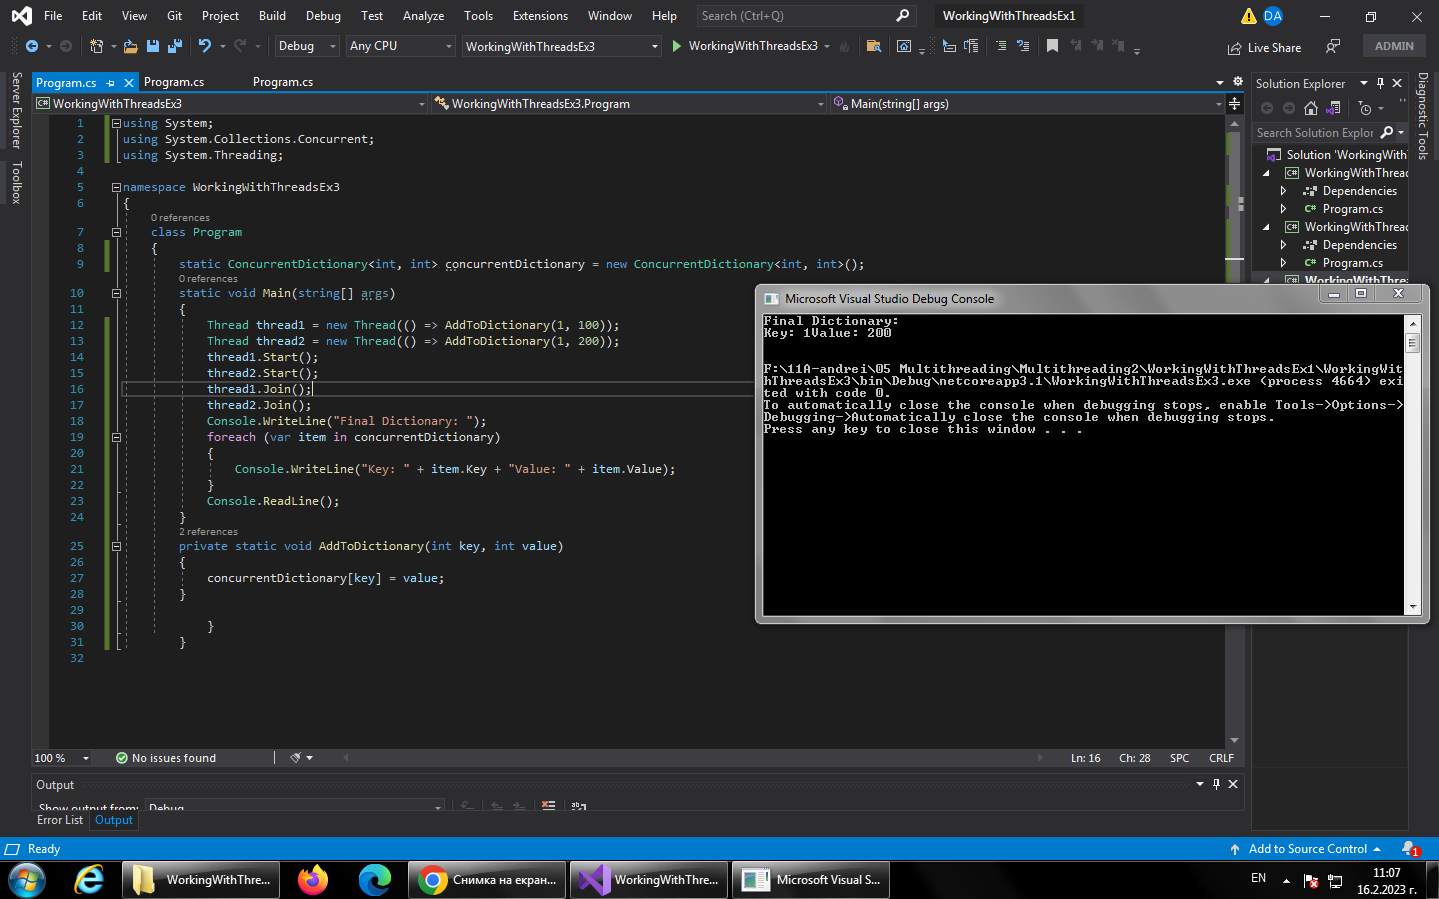 File Edit View Git Project Build Debug Test Analyze Tools Extensions Window Help Search (Ctrl+Q) WorkingWithThreadsEx1 DA
Debug Any CPU WorkingWithThreadsEx3 WorkingWithThreadsEx3 Live Share ADMIN
Server Explorer
Toolbox
Program.cs Program.cs Program.cs
WorkingWithThreadsEx3 WorkingWithThreadsEx3.Program Main(string[] args)
1 using System;
2 using System.Collections.Concurrent;
3 using System.Threading;
4
5 namespace WorkingWithThreadsEx3
6 {
0 references
7 class Program
8 {
9 static ConcurrentDictionary<int, int> concurrentDictionary = new ConcurrentDictionary<int, int>();
0 references
10 static void Main(string[] args)
11 {
12 Thread thread1 = new Thread(() => AddToDictionary(1, 100));
13 Thread thread2 = new Thread(() => AddToDictionary(1, 200));
14 thread1.Start();
15 thread2.Start();
16 thread1.Join();
17 thread2.Join();
18 Console.WriteLine("Final Dictionary: ");
19 foreach (var item in concurrentDictionary)
20 {
21 Console.WriteLine("Key: " + item.Key + "Value: " + item.Value);
22 }
23 Console.ReadLine();
24 }
2 references
25 private static void AddToDictionary(int key, int value)
26 {
27 concurrentDictionary[key] = value;
28 }
29
30 }
31 }
32
Solution Explorer
Search Solution Explor
Solution 'WorkingWith
WorkingWithThread
Dependencies
C# Program.cs
WorkingWithThread
Dependencies
C# Program.cs
WorkingWithThre
Diagnostic Tools
Microsoft Visual Studio Debug Console
Final Dictionary:
Key: 1Value: 200
F:\11A-andrei\05 Multithreading\Multithreading2\WorkingWithThreadsEx1\WorkingWit
hThreadsEx3\bin\Debug\netcoreapp3.1\WorkingWithThreadsEx3.exe (process 4664) exi
ted with code 0.
To automatically close the console when debugging stops, enable Tools->Options->
Debugging->Automatically close the console when debugging stops.
Press any key to close this window . . .
100 % No issues found Ln: 16 Ch: 28 SPC CRLF
Output
Show output from: Debug
Error List Output
Ready Add to Source Control 1
WorkingWithThre... Снимка на екран... WorkingWithThre... Microsoft Visual S... EN 11:07
16.2.2023 г.